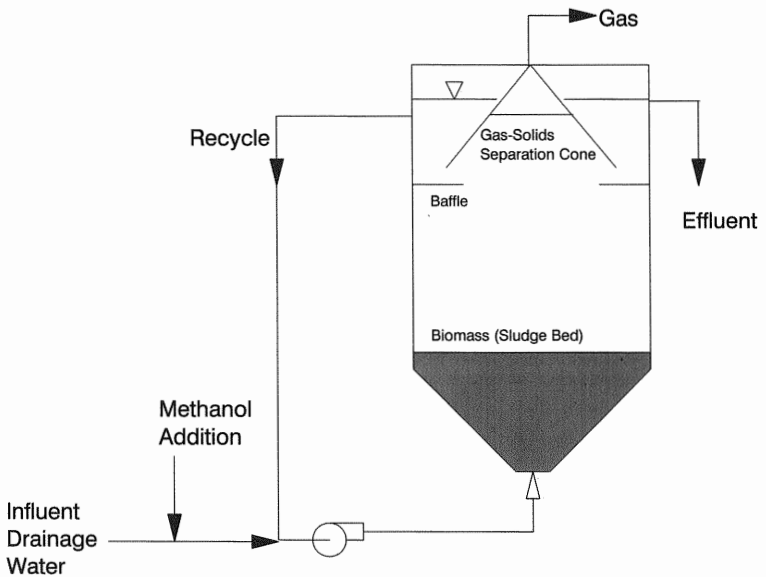 Gas
Recycle
Gas-Solids
Separation Cone
Baffle
Effluent
Biomass (Sludge Bed)
Methanol
Addition
Influent
Drainage
Water